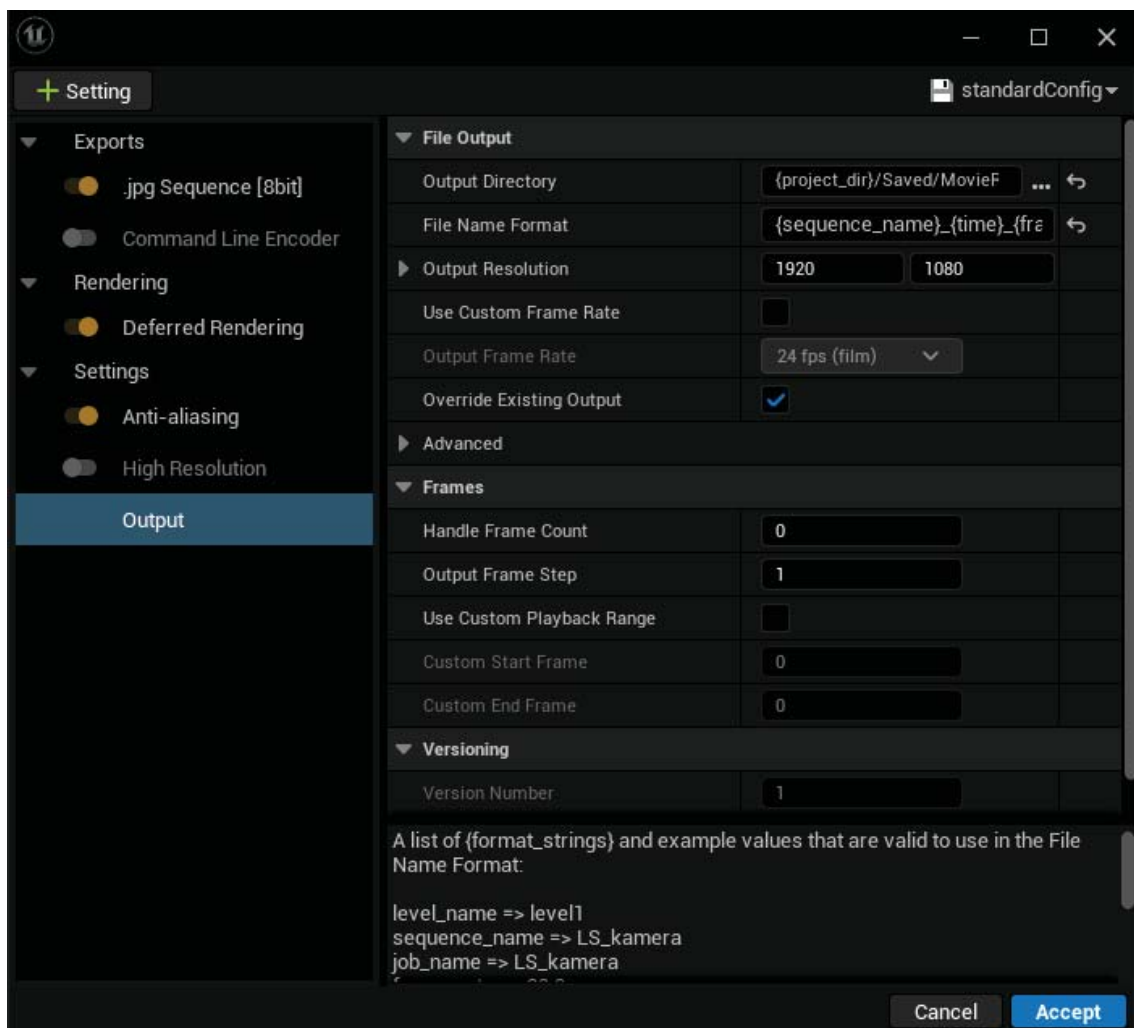 + Setting
standardConfig
Exports
.jpg Sequence [8bit]
Command Line Encoder
Rendering
Deferred Rendering
Settings
Anti-aliasing
High Resolution
Output
File Output
Output Directory {project_dir}/Saved/MovieF ...
File Name Format {sequence_name}_{time}_{fra
Output Resolution 1920 1080
Use Custom Frame Rate
Output Frame Rate 24 fps (film)
Override Existing Output
Advanced
Frames
Handle Frame Count 0
Output Frame Step 1
Use Custom Playback Range
Custom Start Frame 0
Custom End Frame 0
Versioning
Version Number 1
A list of {format_strings} and example values that are valid to use in the File
Name Format:
level_name => level1
sequence_name => LS_kamera
job_name => LS_kamera
Cancel Accept